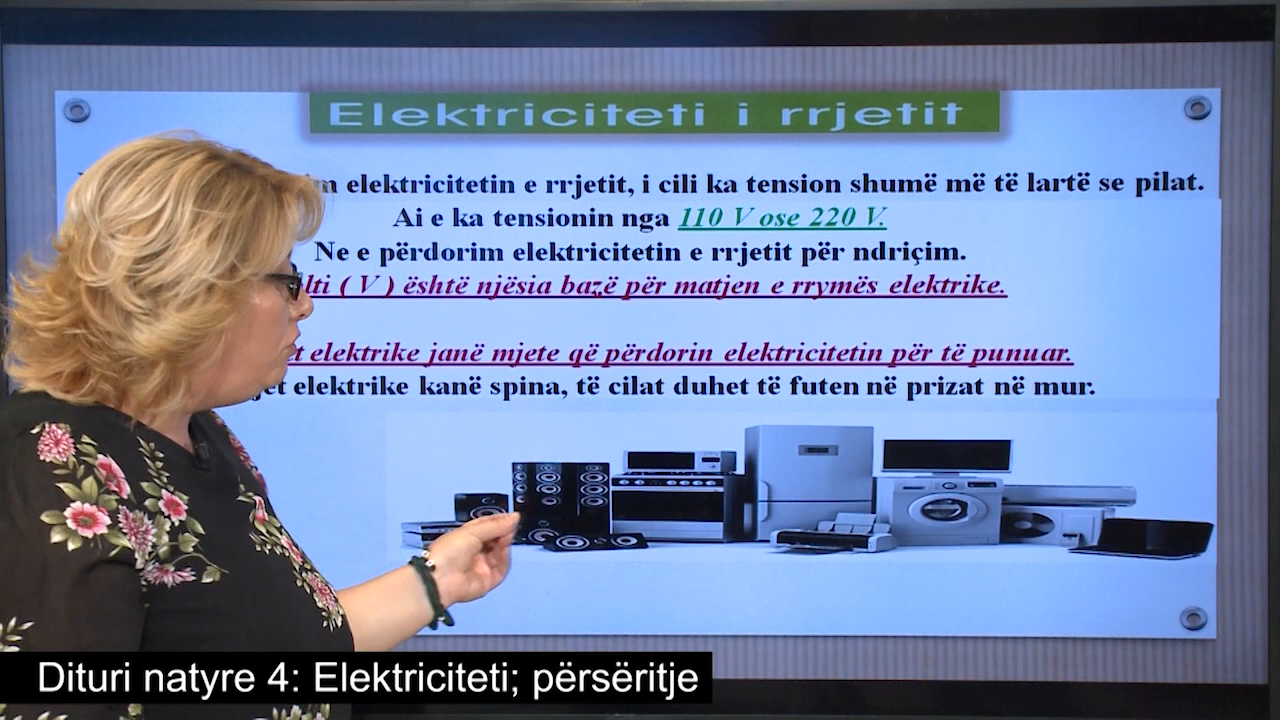 Elektriciteti i rrjetit
elektricitetin e rrjetit, i cili ka tension shumë më të lartë se pilat.
Ai e ka tensionin nga 110 V ose 220 V.
Ne e përdorim elektricitetin e rrjetit për ndriçim.
( V ) është njësia bazë për matjen e rrymës elektrike.
elektrike janë mjete që përdorin elektricitetin për të punuar.
elektrike kanë spina, të cilat duhet të futen në prizat në mur.
Dituri natyre 4: Elektriciteti; përsëritje